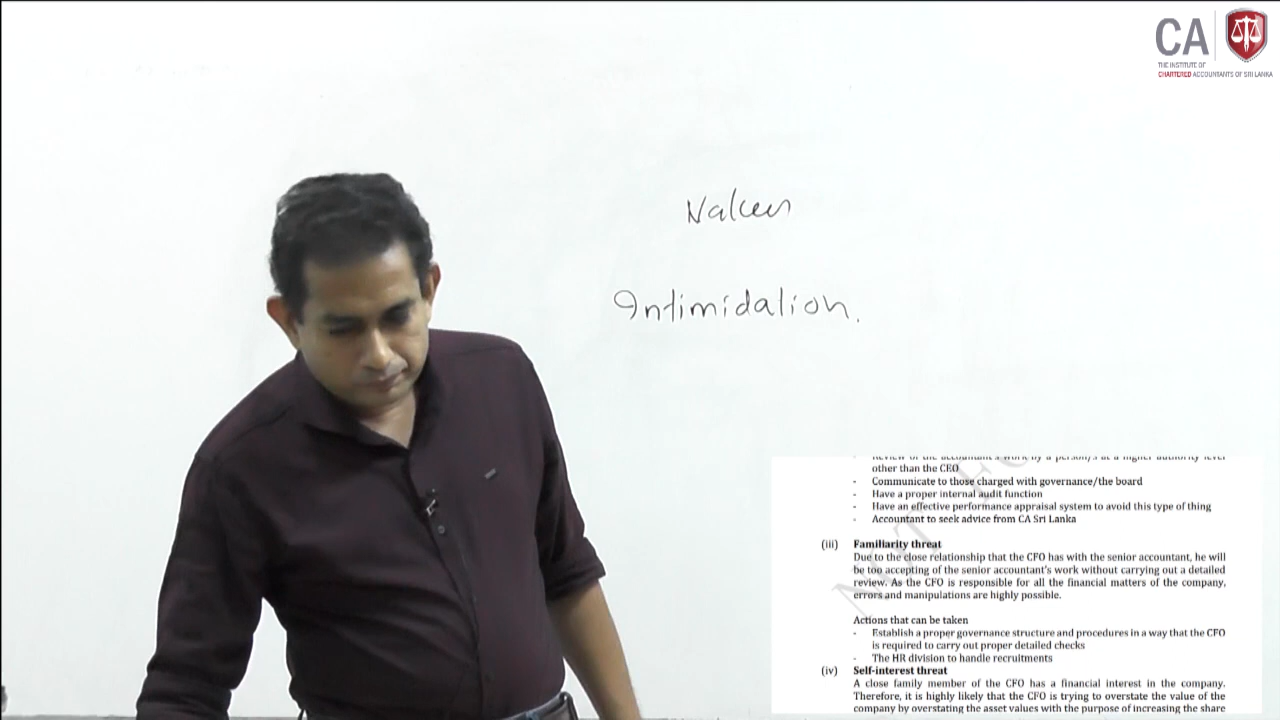 CA
THE INSTITUTE OF
CHARTERED ACCOUNTANTS OF SRI LANKA
Intimidation.
other than the CEO
- Communicate to those charged with governance/the board
- Have a proper internal audit function
- Have an effective performance appraisal system to avoid this type of thing
- Accountant to seek advice from CA Sri Lanka
(iii) Familiarity threat
Due to the close relationship that the CFO has with the senior accountant, he will
be too accepting of the senior accountant's work without carrying out a detailed
review. As the CFO is responsible for all the financial matters of the company,
errors and manipulations are highly possible.
Actions that can be taken
- Establish a proper governance structure and procedures in a way that the CFO
is required to carry out proper detailed checks
- The HR division to handle recruitments
(iv) Self-interest threat
A close family member of the CFO has a financial interest in the company.
Therefore, it is highly likely that the CFO is trying to overstate the value of the
company by overstating the asset values with the purpose of increasing the share